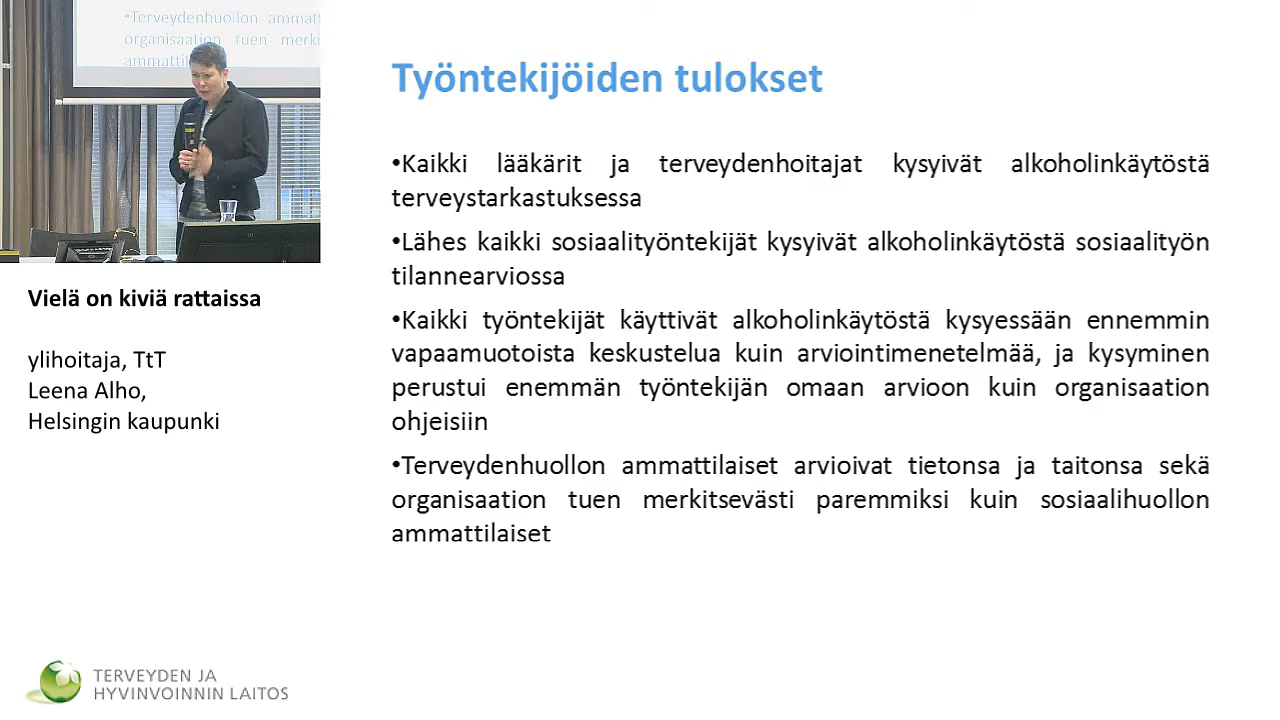 •Terveydenhuollon
organisaation tuen
Työntekijöiden tulokset
•Kaikki lääkärit ja terveydenhoitajat kysyivät alkoholinkäytöstä
terveystarkastuksessa
•Lähes kaikki sosiaalityöntekijät kysyivät alkoholinkäytöstä sosiaalityön
tilannearviossa
•Kaikki työntekijät käyttivät alkoholinkäytöstä kysyessään ennemmin
vapaamuotoista keskustelua kuin arviointimenetelmää, ja kysyminen
perustui enemmän työntekijän omaan arvioon kuin organisaation
ohjeisiin
•Terveydenhuollon ammattilaiset arvioivat tietonsa ja taitonsa sekä
organisaation tuen merkitsevästi paremmiksi kuin sosiaalihuollon
ammattilaiset
Vielä on kiviä rattaissa
ylihoitaja, TtT
Leena Alho,
Helsingin kaupunki
TERVEYDEN JA
HYVINVOINNIN LAITOS